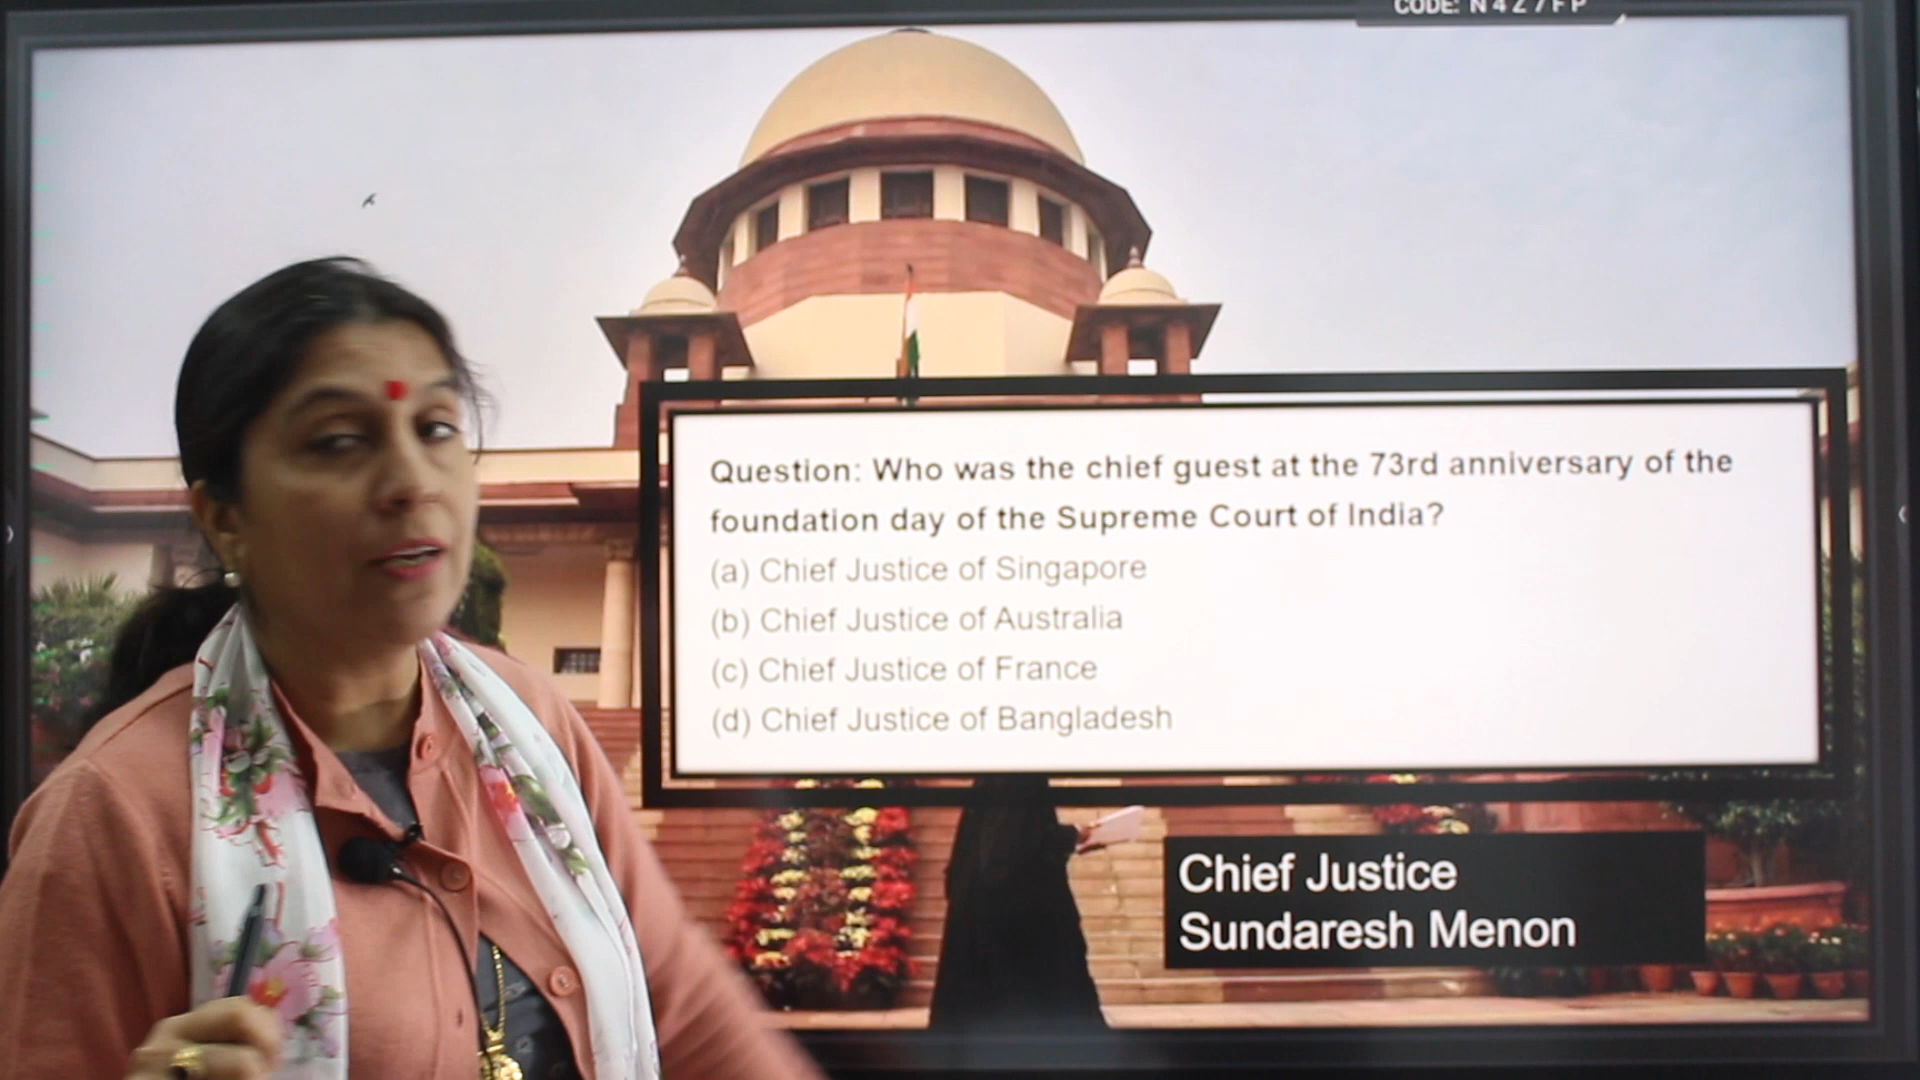 Question: Who was the chief guest at the 73rd anniversary of the
foundation day of the Supreme Court of India?
(a) Chief Justice of Singapore
(b) Chief Justice of Australia
(c) Chief Justice of France
(d) Chief Justice of Bangladesh
Chief Justice
Sundaresh Menon